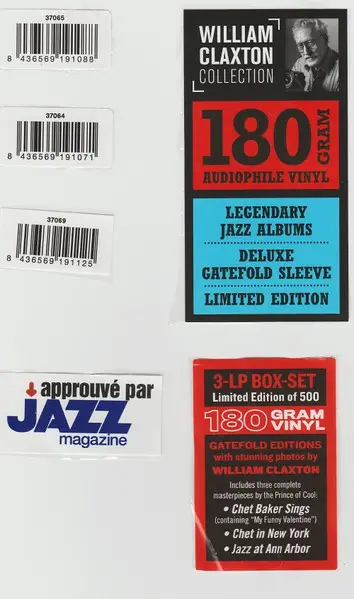 37065
8 436569 191088
37064
8 436569 191071
37069
8 436569 191125
WILLIAM
CLAXTON
COLLECTION
180
GRAM
AUDIOPHILE VINYL
LEGENDARY
JAZZ ALBUMS
DELUXE
GATEFOLD SLEEVE
LIMITED EDITION
approuvé par
JAZZ
magazine
3-LP BOX-SET
Limited Edition of 500
180 GRAM
VINYL
GATEFOLD EDITIONS
with stunning photos by
WILLIAM CLAXTON
Includes three complete
masterpieces by the Prince of Cool:
• Chet Baker Sings
(containing "My Funny Valentine")
• Chet in New York
• Jazz at Ann Arbor